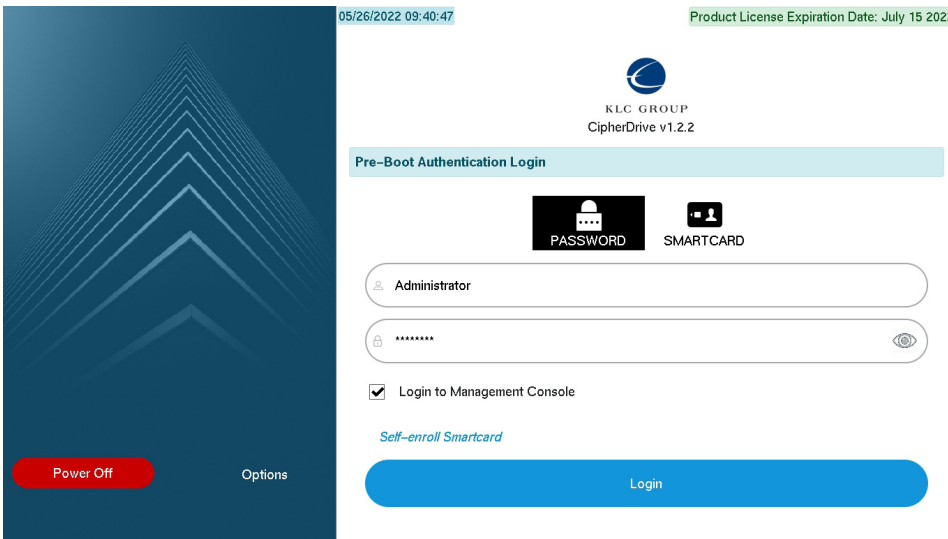 05/26/2022 09:40:47
Product License Expiration Date: July 15
KLC GROUP
CipherDrive v1.2.2
Pre-Boot Authentication Login
PASSWORD
SMARTCARD
Administrator
********
Login to Management Console
Self-enroll Smartcard
Power Off
Options
Login